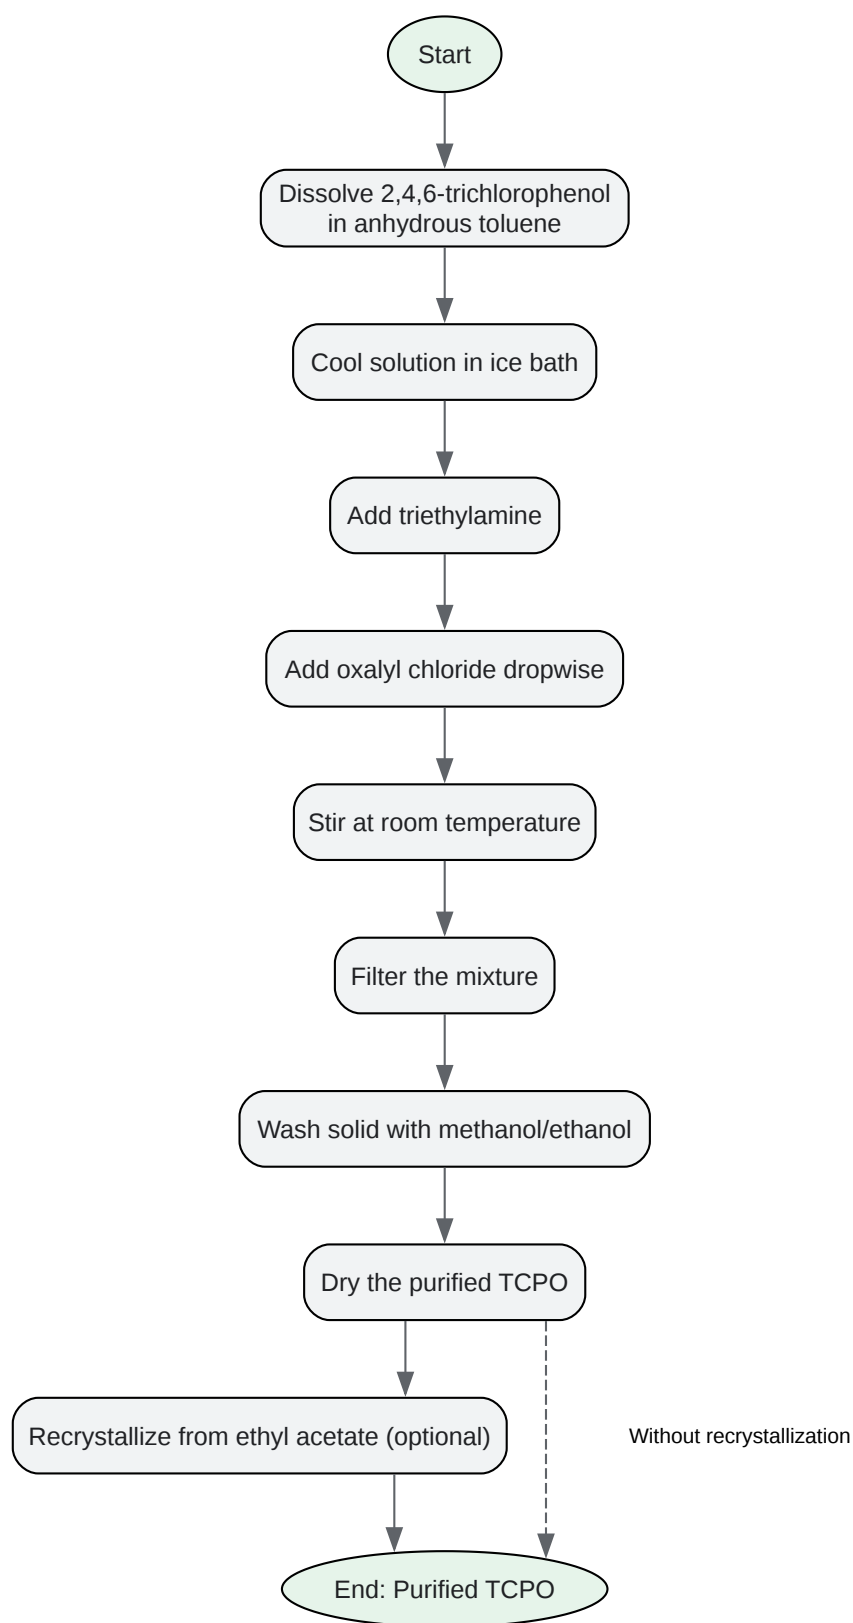 Start
Dissolve 2,4,6-trichlorophenol
in anhydrous toluene
Cool solution in ice bath
Add triethylamine
Add oxalyl chloride dropwise
Stir at room temperature
Filter the mixture
Wash solid with methanol/ethanol
Dry the purified TCPO
Recrystallize from ethyl acetate (optional)
Without recrystallization
End: Purified TCPO